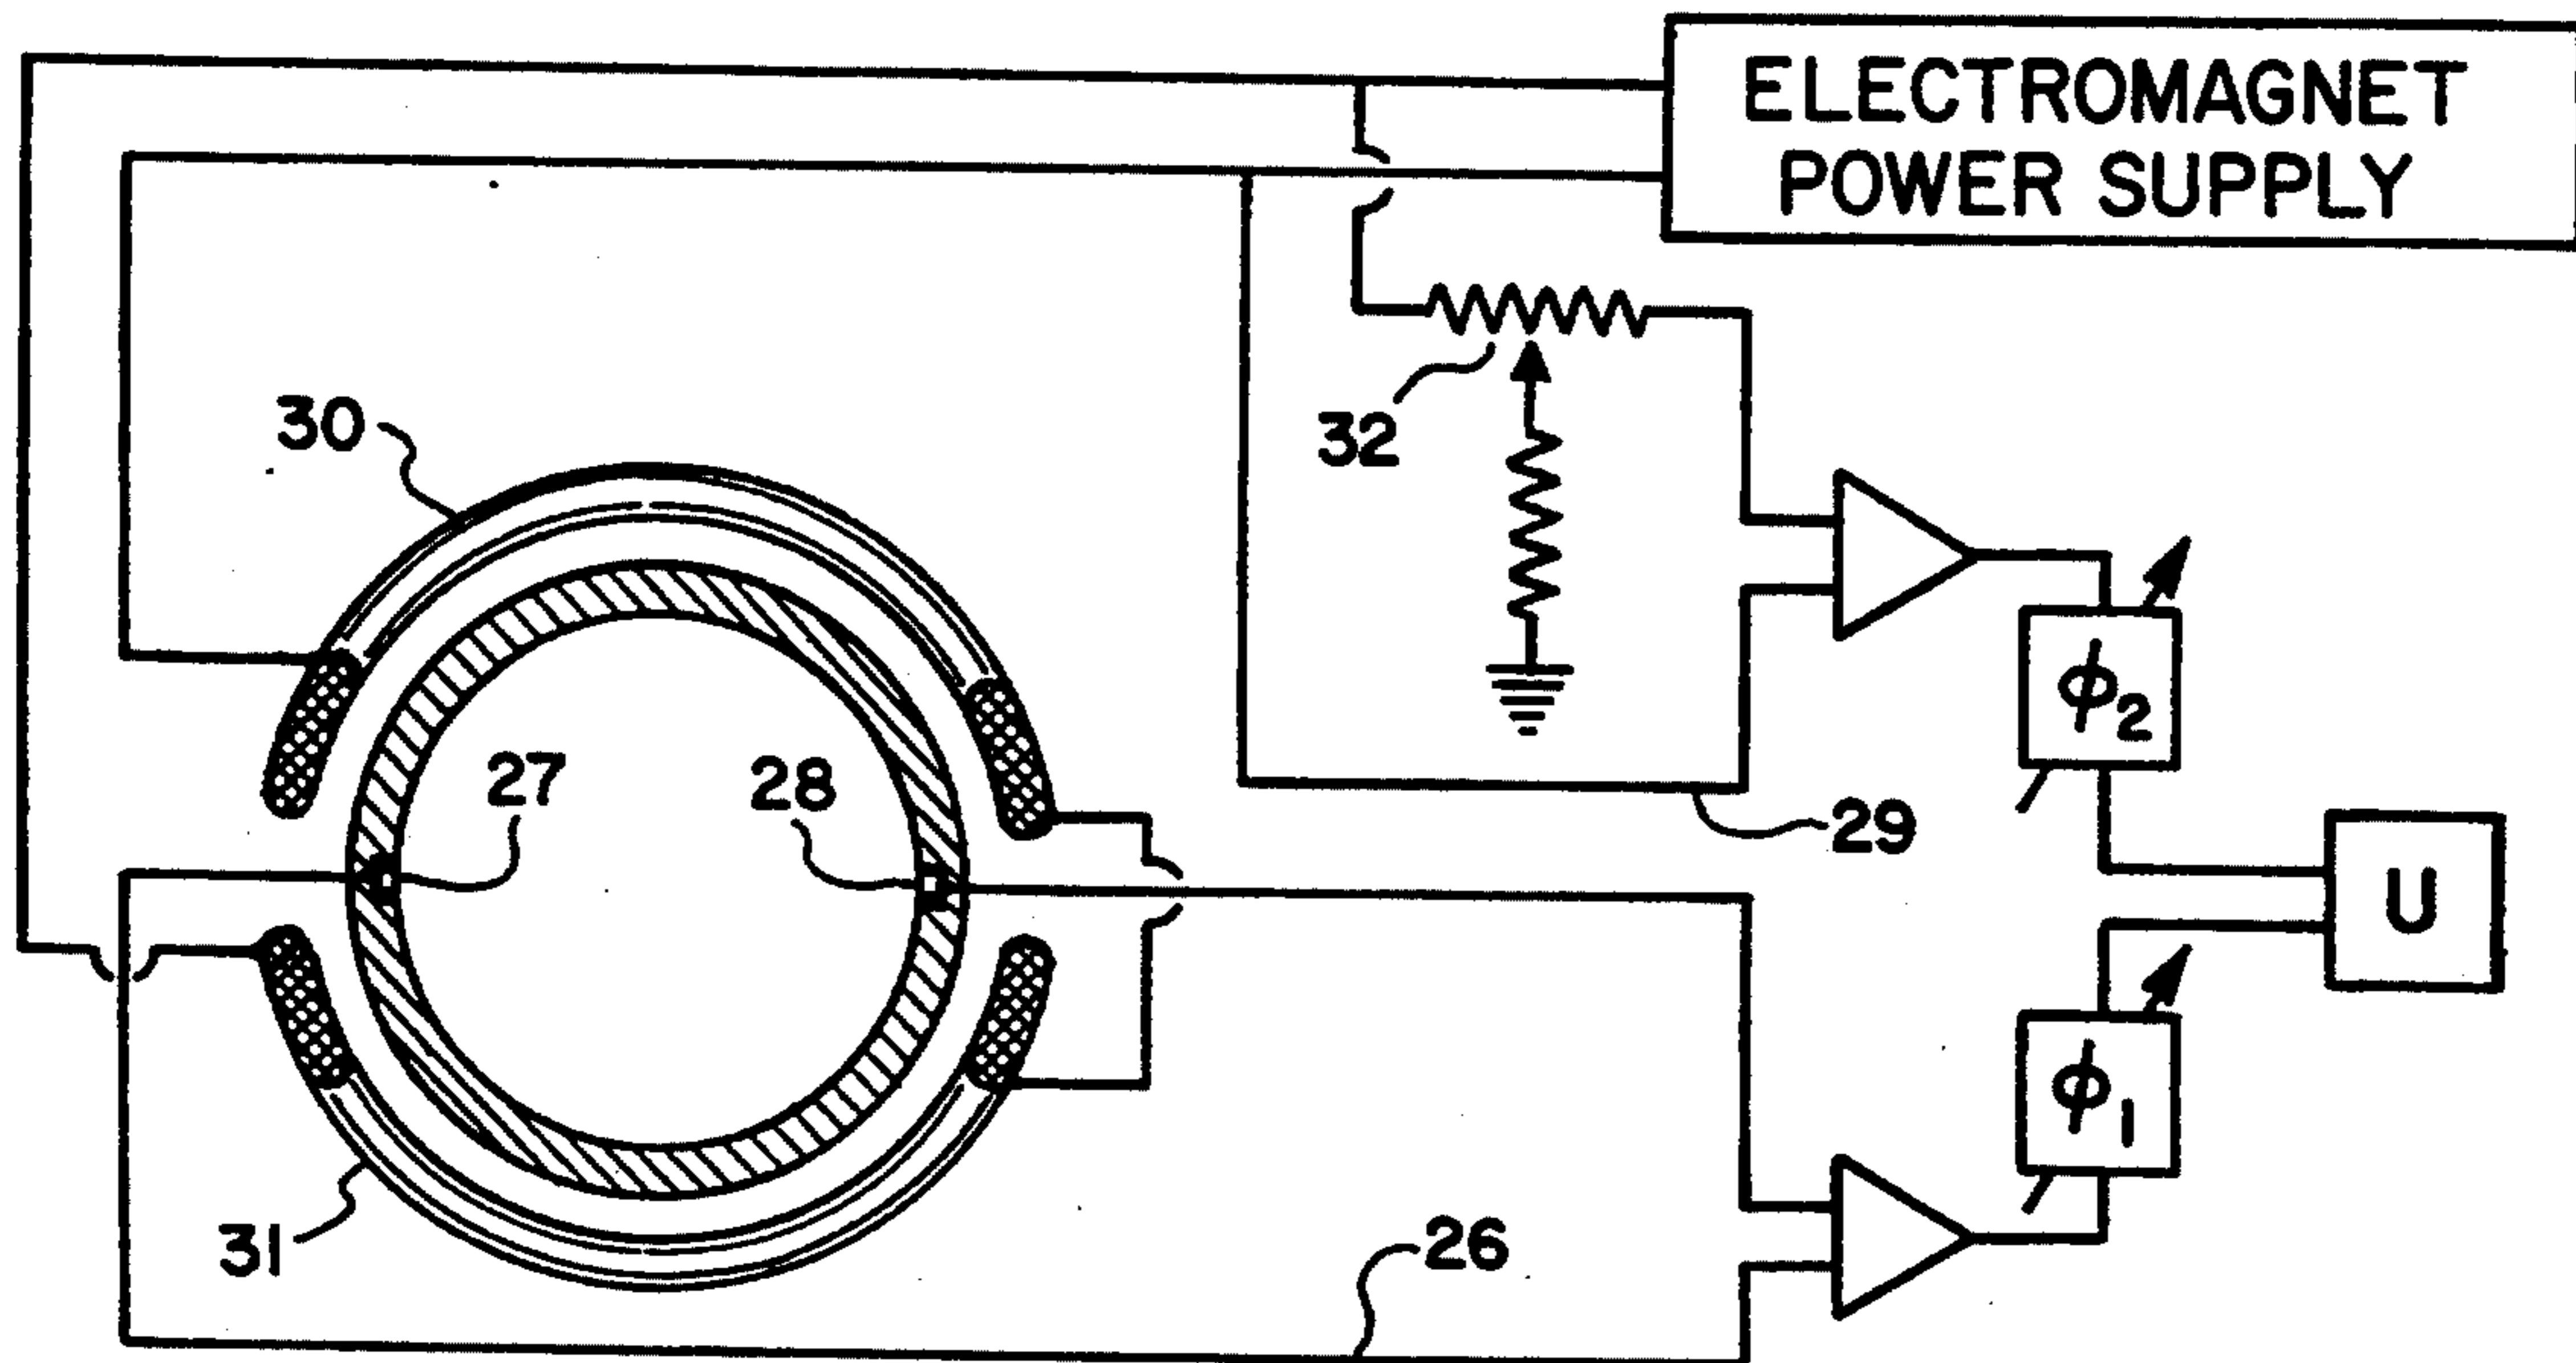 ELECTROMAGNET
POWER SUPPLY
30
32
27
28
29
ϕ2
U
ϕ1
31
26